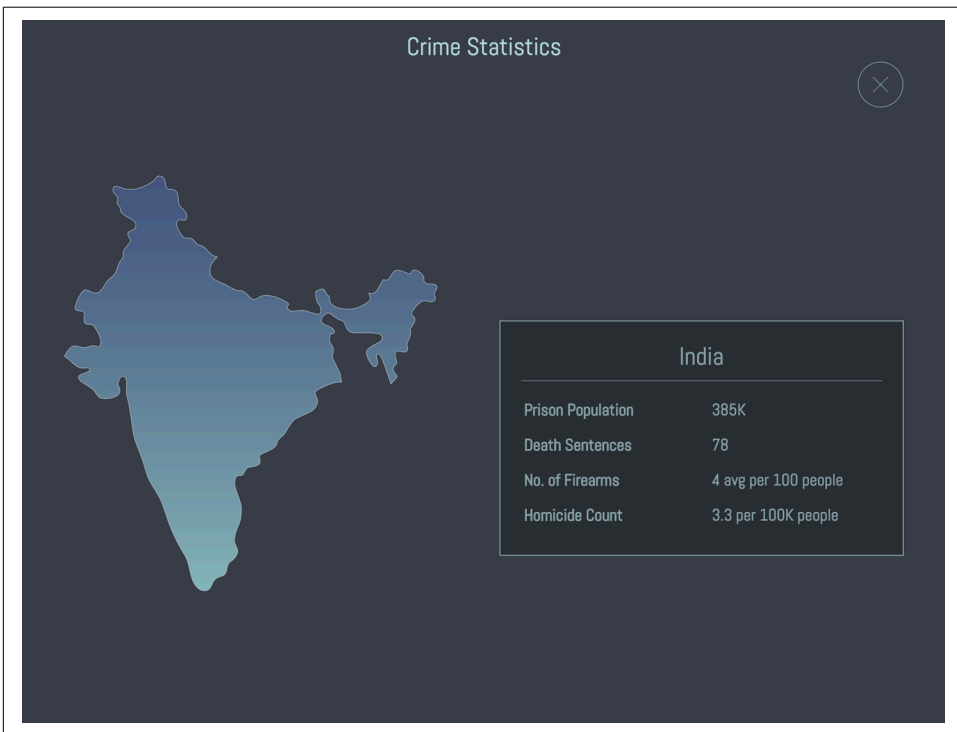 Crime Statistics
India
Prison Population 385K
Death Sentences 78
No. of Firearms 4 avg per 100 people
Homicide Count 3.3 per 100K people